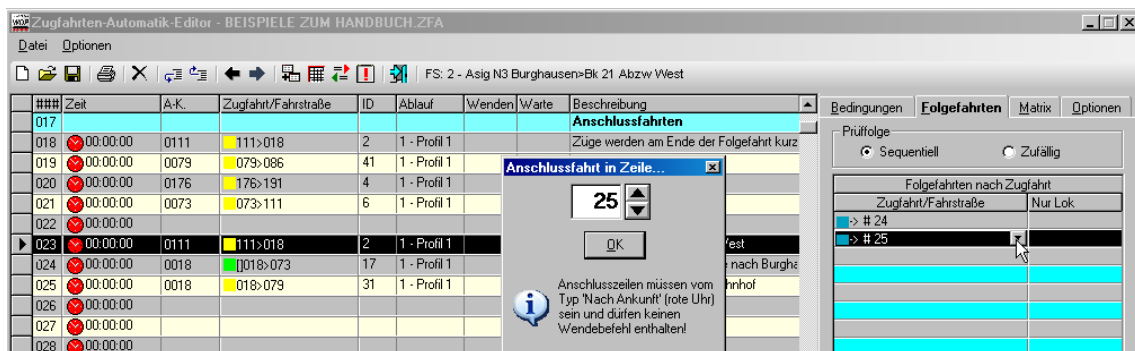 Zugfahrten-Automatik-Editor - BEISPIELE ZUM HANDBUCH.ZFA
Datei Optionen
FS: 2 - Asig N3 Burghausen>Bk 21 Abzw West
### Zeit A-K. Zugfahrt/Fahrstraße ID Ablauf Wenden Warte Beschreibung
017 Anschlussfahrten
018 00:00:00 0111 111>018 2 1 - Profil 1 Züge werden am Ende der Folgefahrt kurz
019 00:00:00 0079 079>086 41 1 - Profil 1
020 00:00:00 0176 176>191 4 1 - Profil 1
021 00:00:00 0073 073>111 6 1 - Profil 1
022 00:00:00
023 00:00:00 0111 111>018 2 1 - Profil 1
024 00:00:00 0018 []018>073 17 1 - Profil 1 nach Burgha
025 00:00:00 0018 018>079 31 1 - Profil 1
026 00:00:00
027 00:00:00
028 00:00:00
Anschlussfahrt in Zeile...
25
OK
Anschlusszeilen müssen vom
Typ 'Nach Ankunft' (rote Uhr)
sein und dürfen keinen
Wendebefehl enthalten!
Bedingungen Folgefahrten Matrix Optionen
Prüffolge
Sequentiell Zufällig
Folgefahrten nach Zugfahrt
Zugfahrt/Fahrstraße Nur Lok
-> # 24
-> # 25